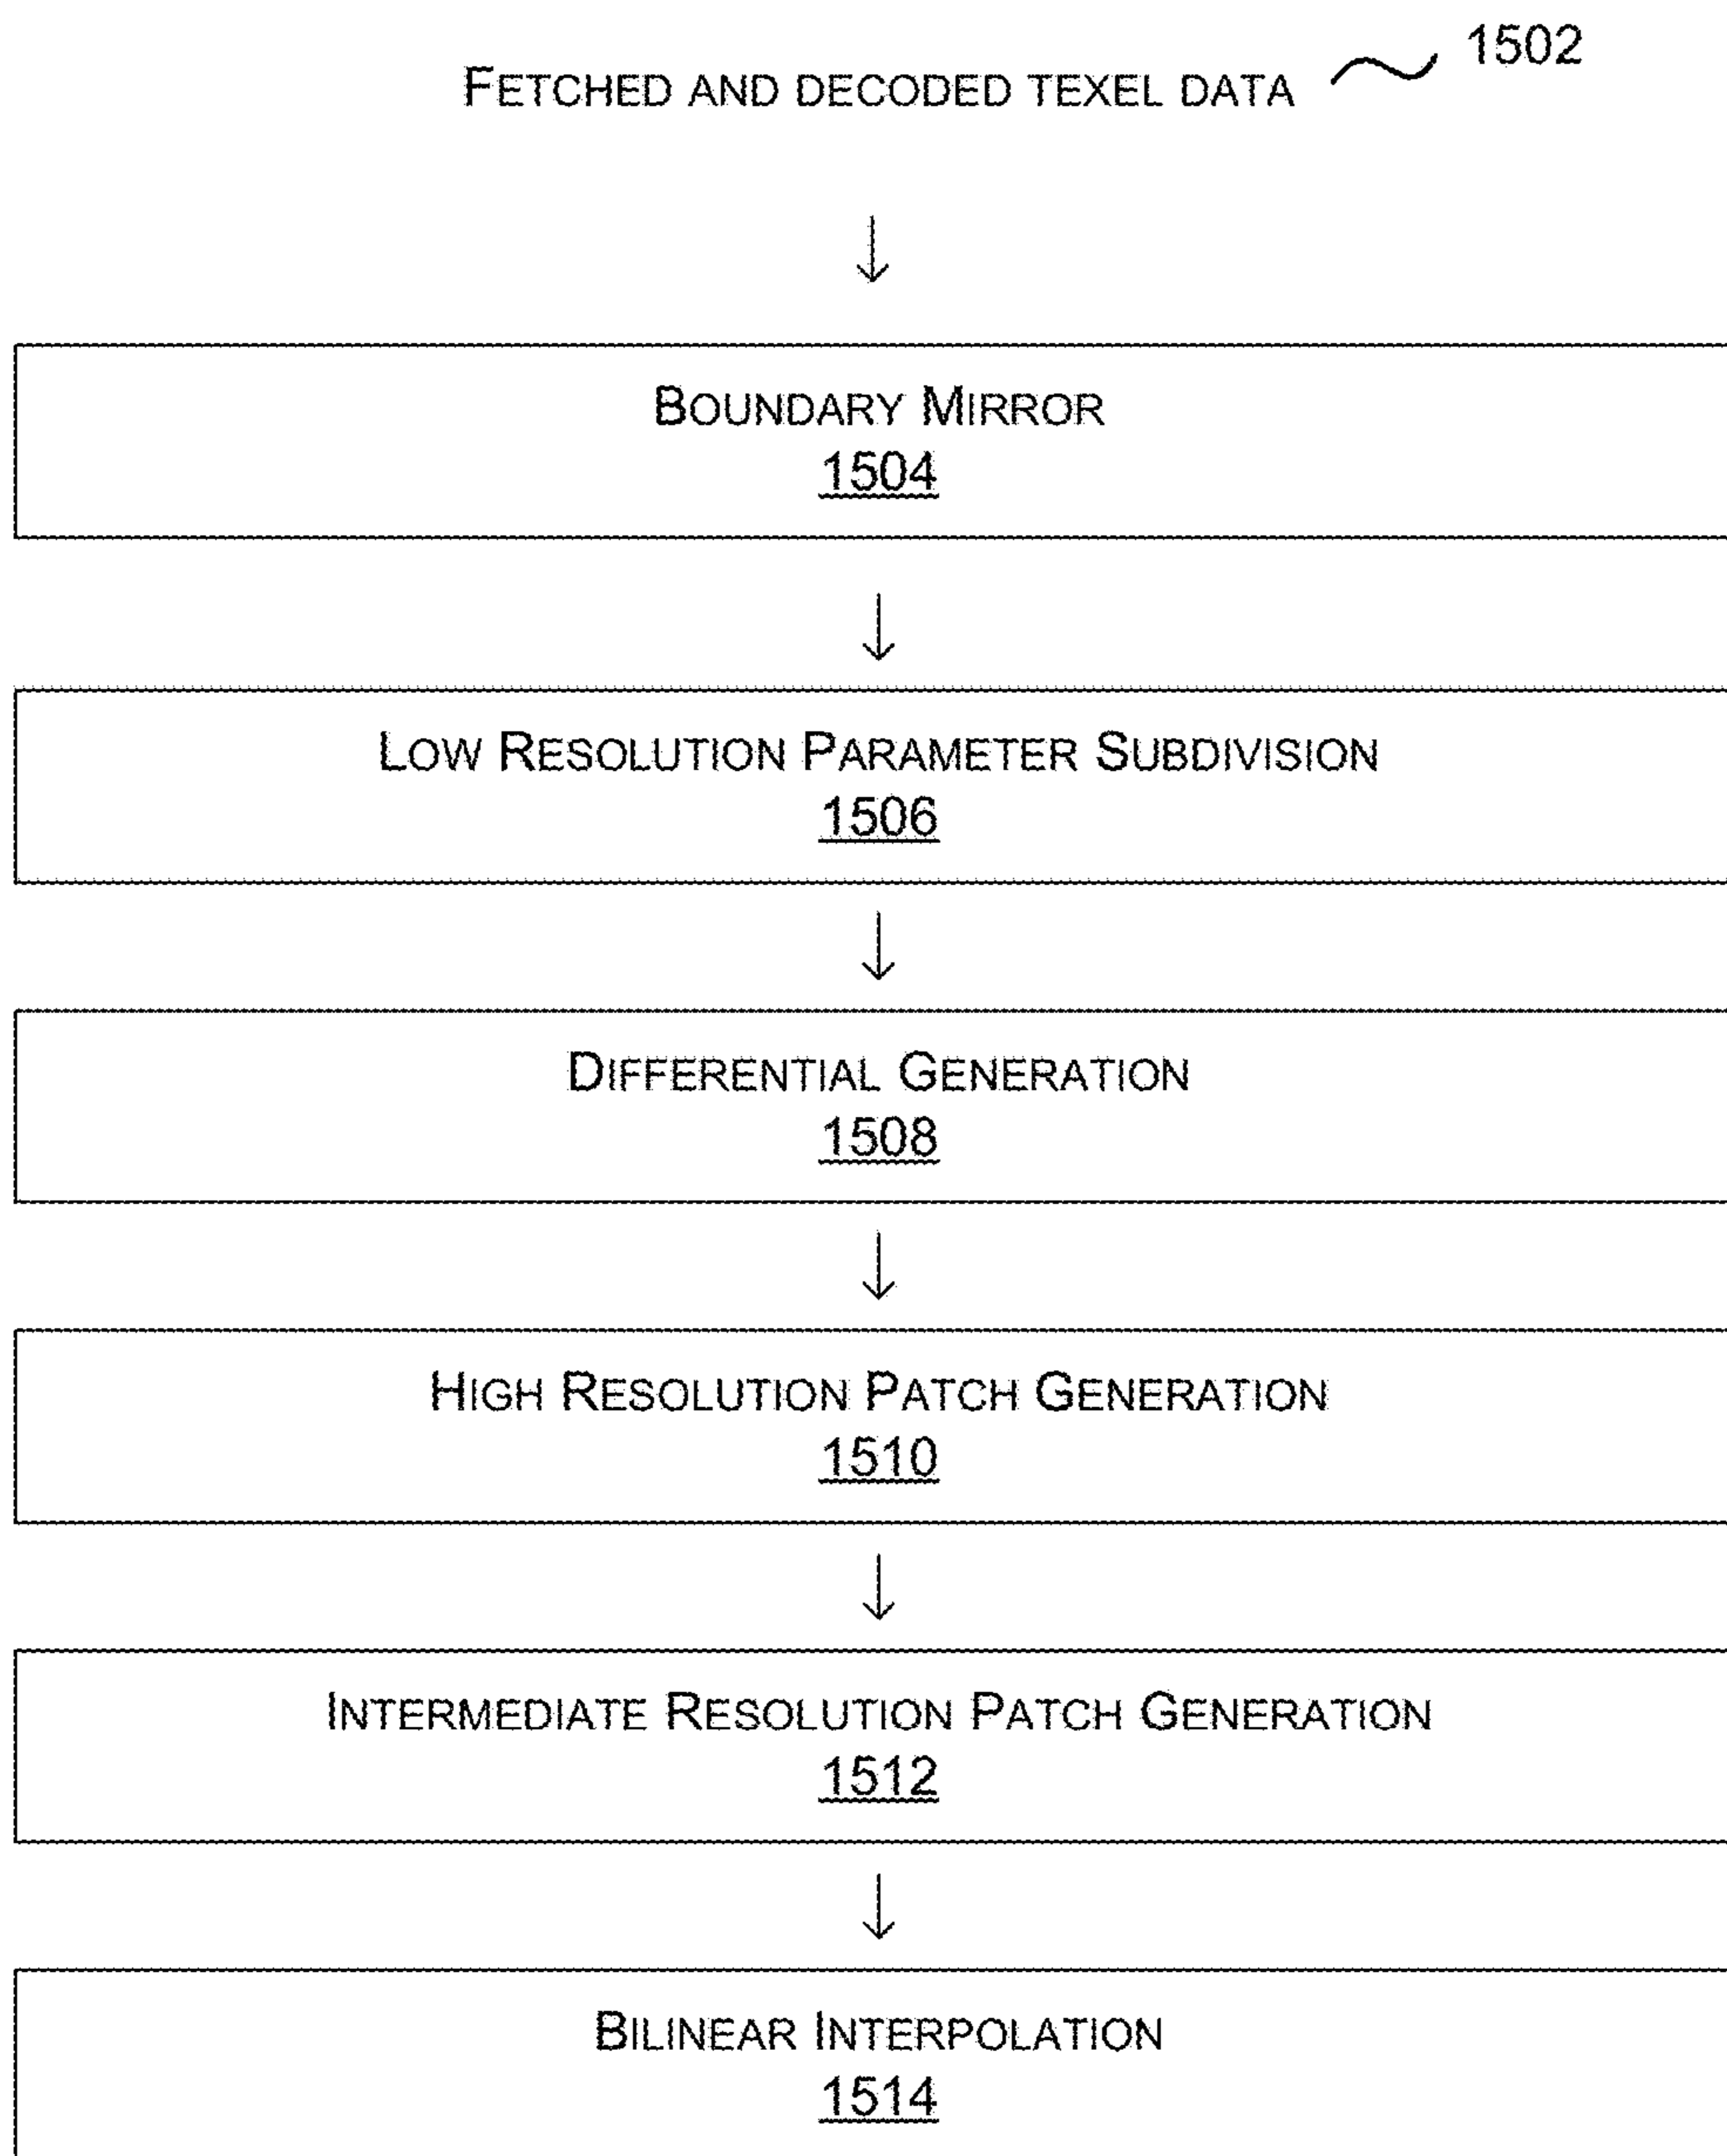 FETCHED AND DECODED TEXEL DATA 1502
BOUNDARY MIRROR
1504
LOW RESOLUTION PARAMETER SUBDIVISION
1506
DIFFERENTIAL GENERATION
1508
HIGH RESOLUTION PATCH GENERATION
1510
INTERMEDIATE RESOLUTION PATCH GENERATION
1512
BILINEAR INTERPOLATION
1514